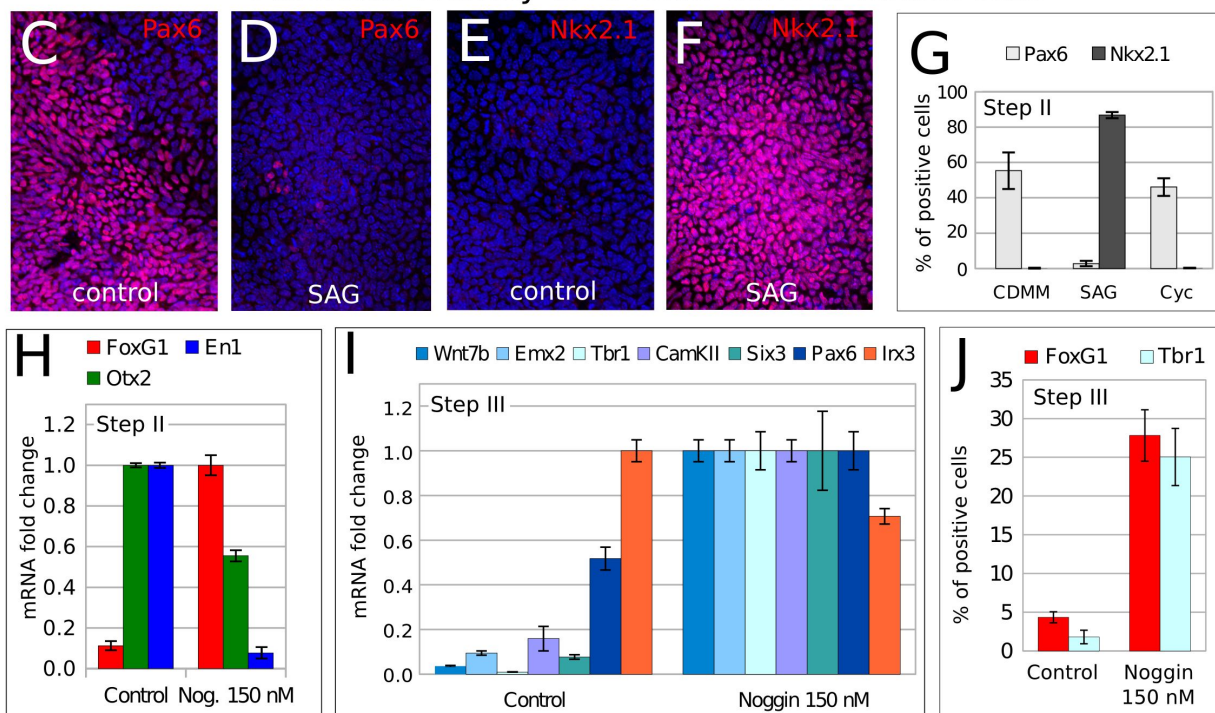 C Pax6
control
D Pax6
SAG
E Nkx2.1
control
F Nkx2.1
SAG
G
Pax6 Nkx2.1
Step II
% of positive cells
100
80
60
40
20
0
CDMM SAG Cyc
H
FoxG1 En1
Otx2
Step II
mRNA fold change
1.2
1.0
0.8
0.6
0.4
0.2
0.0
Control Nog. 150 nM
I
Wnt7b Emx2 Tbr1 CamKII Six3 Pax6 Irx3
Step III
mRNA fold change
1.2
1.0
0.8
0.6
0.4
0.2
0.0
Control Noggin 150 nM
J
FoxG1 Tbr1
Step III
% of positive cells
35
30
25
20
15
10
5
0
Control Noggin
150 nM